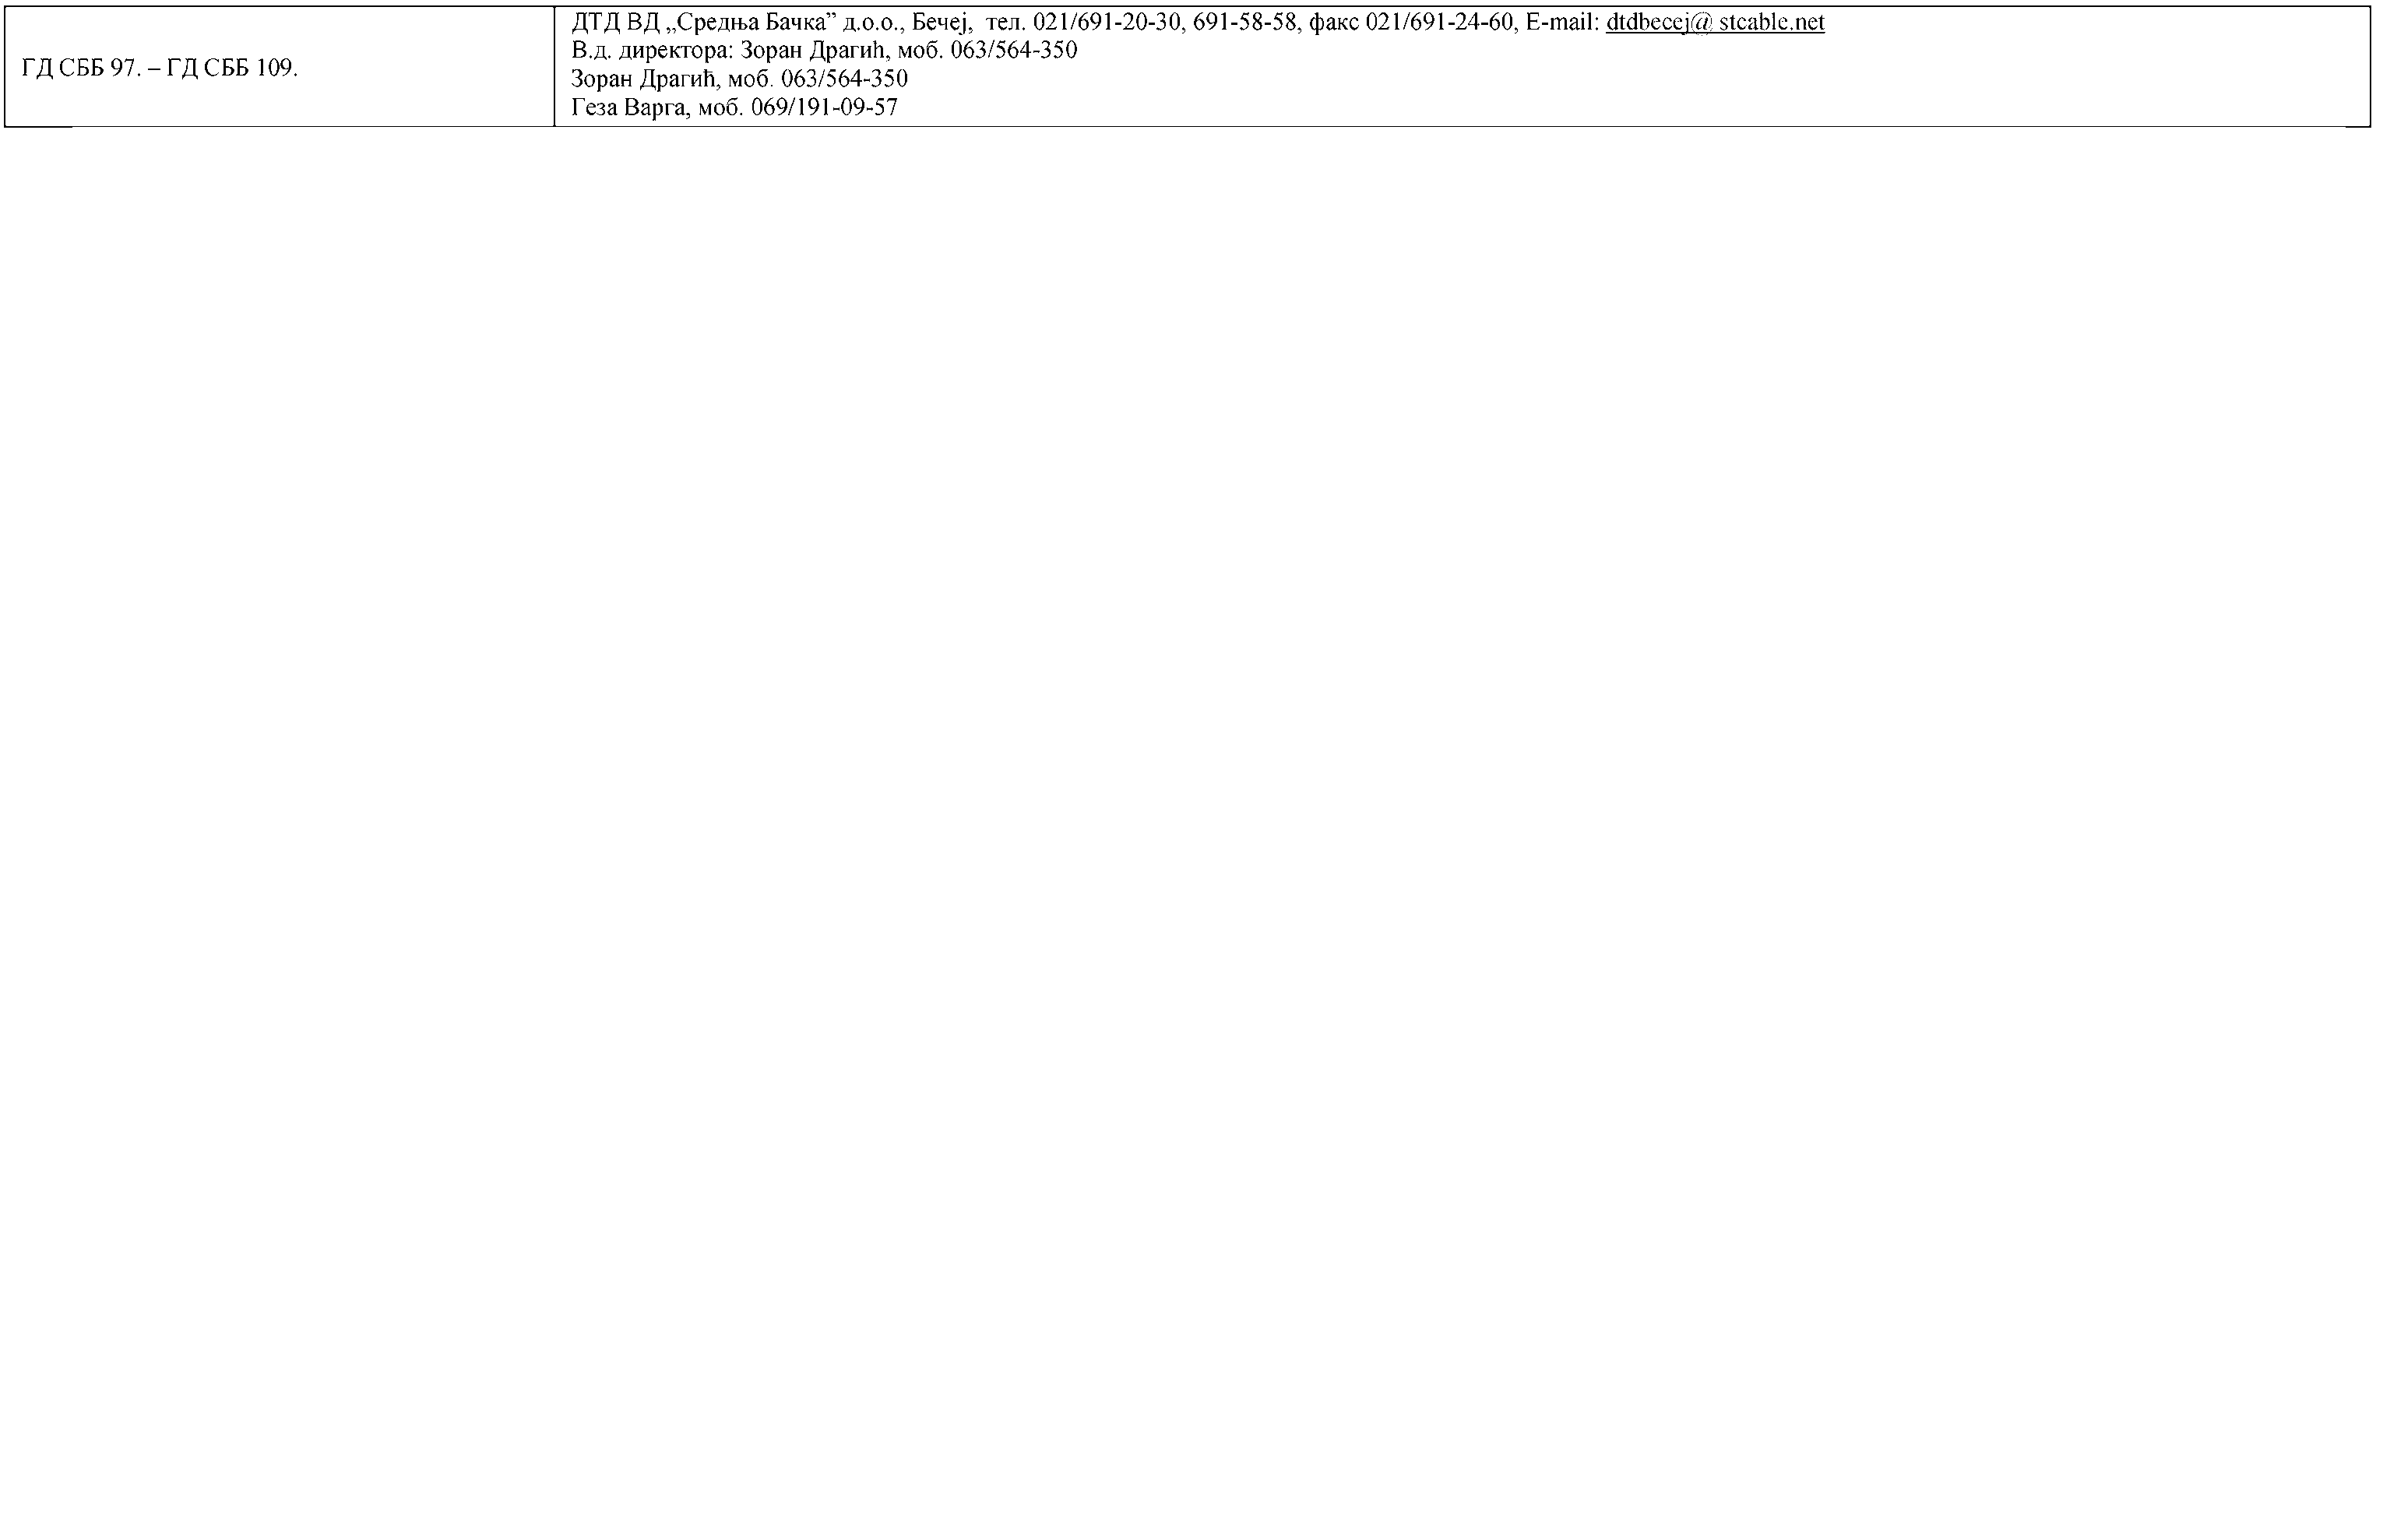 ГД СББ 97. – ГД СББ 109.
ДТД ВД „Средња Бачка” д.о.о., Бечеј, тел. 021/691-20-30, 691-58-58, факс 021/691-24-60, E-mail: dtdbecej@ stcable.net
В.д. директора: Зоран Драгић, моб. 063/564-350
Зоран Драгић, моб. 063/564-350
Геза Варга, моб. 069/191-09-57